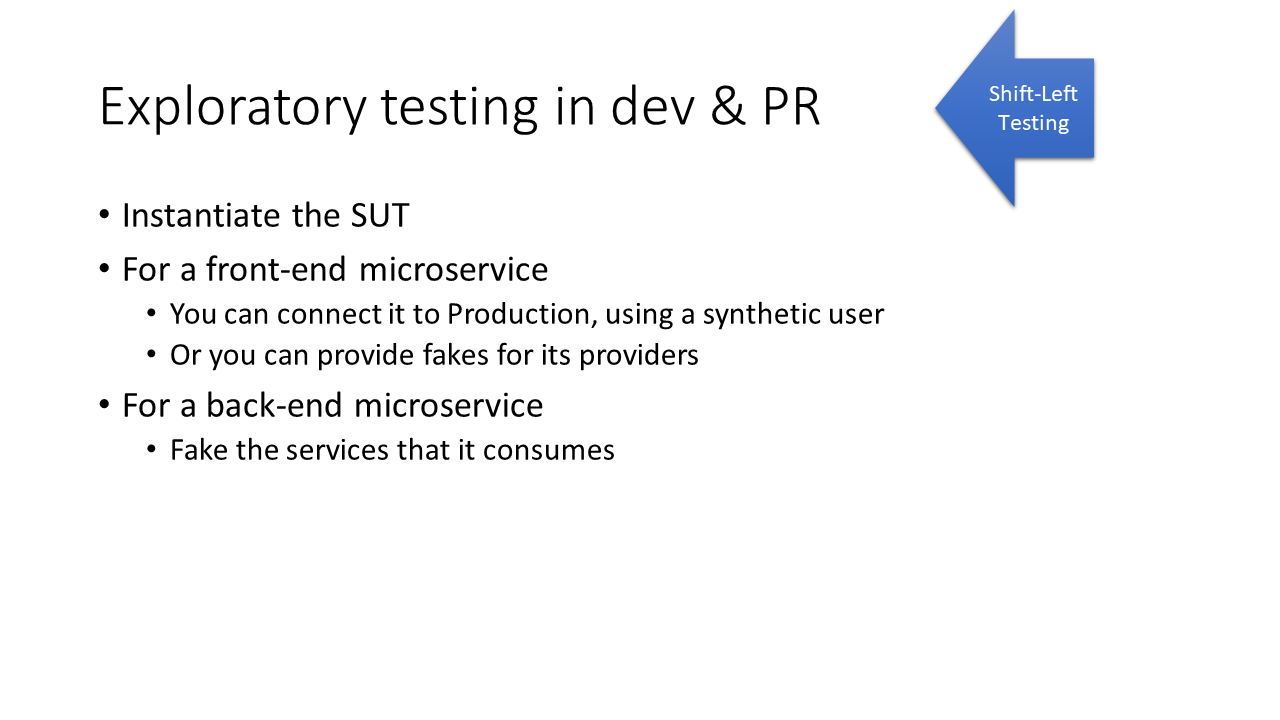 Exploratory testing in dev & PR
Shift-Left
Testing
• Instantiate the SUT
• For a front-end microservice
• You can connect it to Production, using a synthetic user
• Or you can provide fakes for its providers
• For a back-end microservice
• Fake the services that it consumes